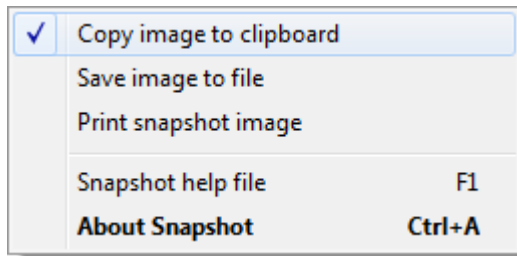 Copy image to clipboard
Save image to file
Print snapshot image
Snapshot help file F1
About Snapshot Ctrl+A